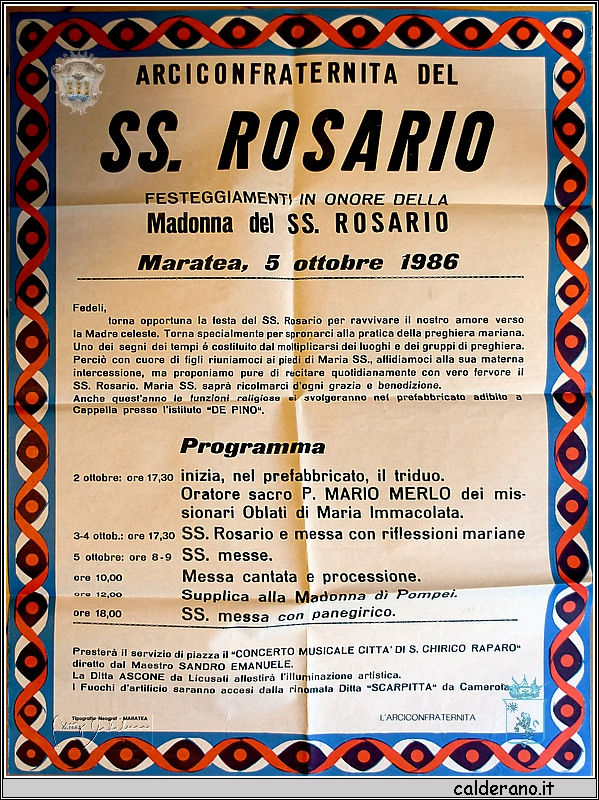 ARCICONFRATERNITA DEL
SS. ROSARIO
FESTEGGIAMENTI IN ONORE DELLA
Madonna del SS. ROSARIO
Maratea, 5 ottobre 1986
Fedeli,
torna opportuna la festa del SS. Rosario per ravvivare il nostro amore verso
la Madre celeste. Torna specialmente per spronarci alla pratica della preghiera mariana.
Uno dei segni dei tempi é costituito dal moltiplicarsi dei luoghi e dei gruppi di preghiera.
Perciò con cuore di figli riuniamoci ai piedi di Maria SS., affidiamoci alla sua materna
intercessione, ma proponiamo pure di recitare quotidianamente con vero fervore il
SS. Rosario. Maria SS. saprà ricolmarci d'ogni grazia e benedizione.
Anche quest'anno le funzioni religiose si svolgeranno nel prefabbricato adibito a
Cappella presso l'istituto "DE PINO".
Programma
2 ottobre: ore 17,30 inizia, nel prefabbricato, il triduo.
Oratore sacro P. MARIO MERLO dei mis-
sionari Oblati di Maria Immacolata.
3-4 ottob.: ore 17,30 SS. Rosario e messa con riflessioni mariane
5 ottobre: ore 8-9 SS. messe.
ore 10,00 Messa cantata e processione.
ore 12,00 Supplica alla Madonna di Pompei.
ore 18,00 SS. messa con panegirico.
Presterà il servizio di piazza il "CONCERTO MUSICALE CITTA' DI S. CHIRICO RAPARO"
diretto dal Maestro SANDRO EMANUELE.
La Ditta ASCONE da Licusati allestirà l'illuminazione artistica.
I Fuochi d'artificio saranno accesi dalla rinomata Ditta "SCARPITTA" da Camerota
Tipografia Neograf - MARATEA
L'ARCICONFRATERNITA
calderano.it